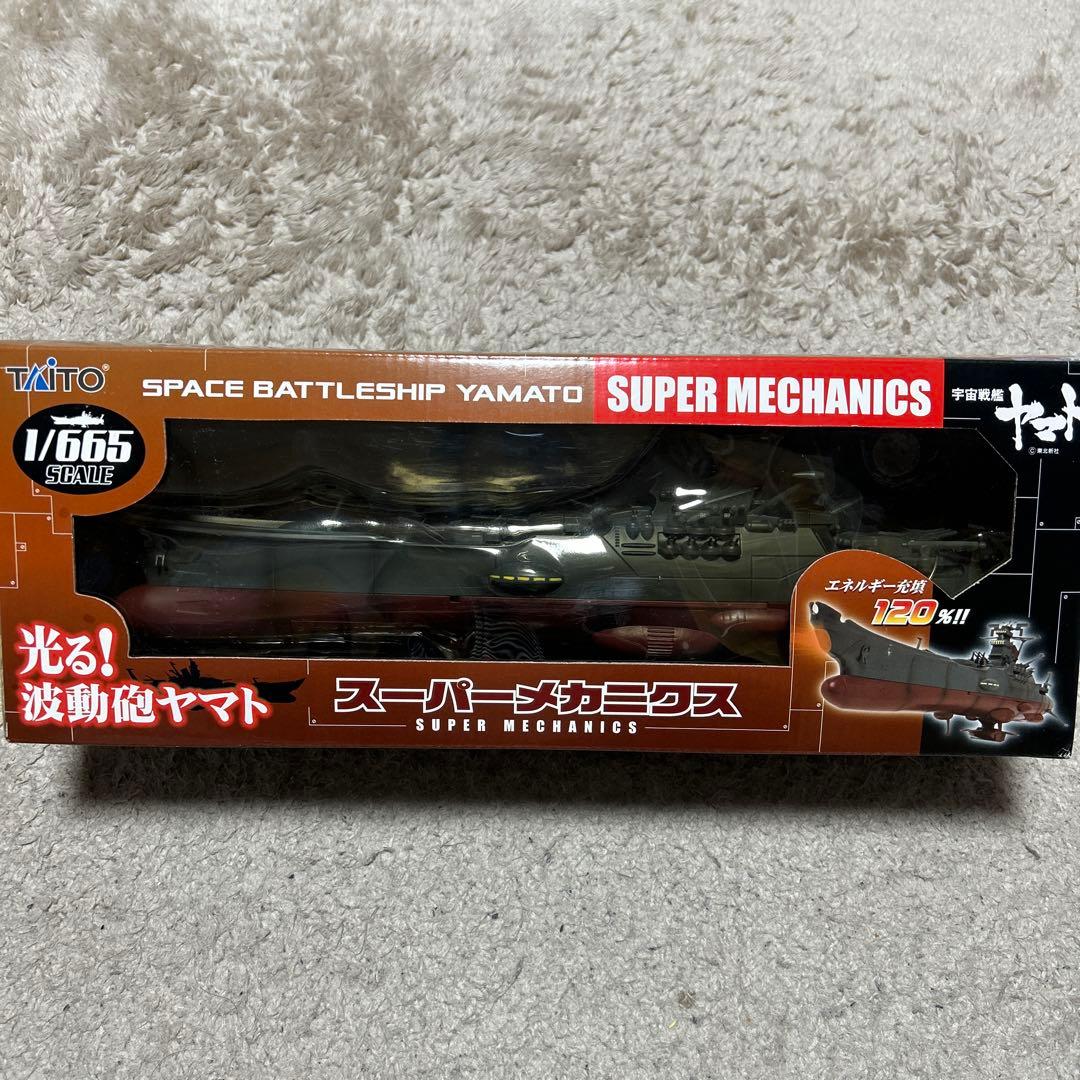 TAITO®
SPACE BATTLESHIP YAMATO
SUPER MECHANICS
宇宙戦艦
ヤマト
©東北新社
1/665
SCALE
エネルギー充填
120%!!
光る!
波動砲ヤマト
スーパーメカニクス
SUPER MECHANICS